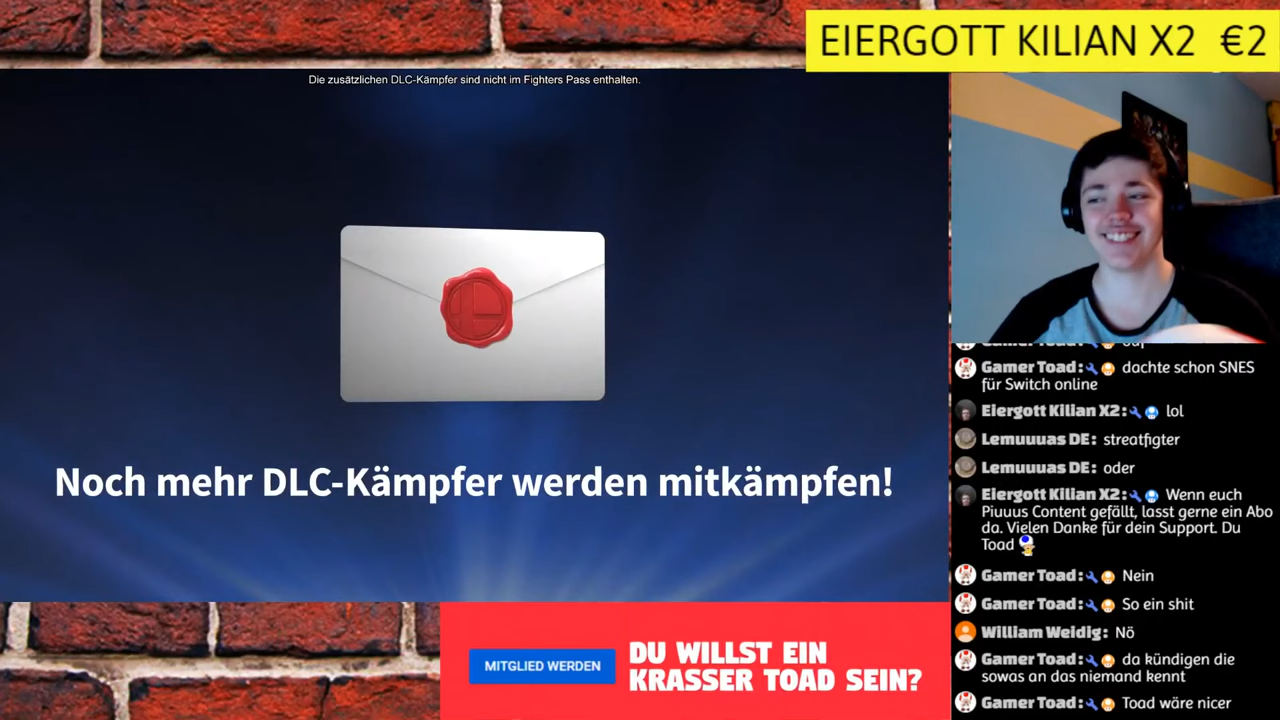 EIERGOTT KILIAN X2 €2
Die zusätzlichen DLC-Kämpfer sind nicht im Fighters Pass enthalten.
Noch mehr DLC-Kämpfer werden mitkämpfen!
Gamer Toad: dachte schon SNES
für Switch online
Eiergott Kilian X2: lol
Lemuuuas DE: streatfigter
Lemuuuas DE: oder
Eiergott Kilian X2: Wenn euch
Piuuus Content gefällt, lasst gerne ein Abo
da. Vielen Danke für dein Support. Du
Toad
Gamer Toad: Nein
Gamer Toad: So ein shit
William Weidig: Nö
Gamer Toad: da kündigen die
sowas an das niemand kennt
Gamer Toad: Toad wäre nicer
MITGLIED WERDEN
DU WILLST EIN
KRASSER TOAD SEIN?